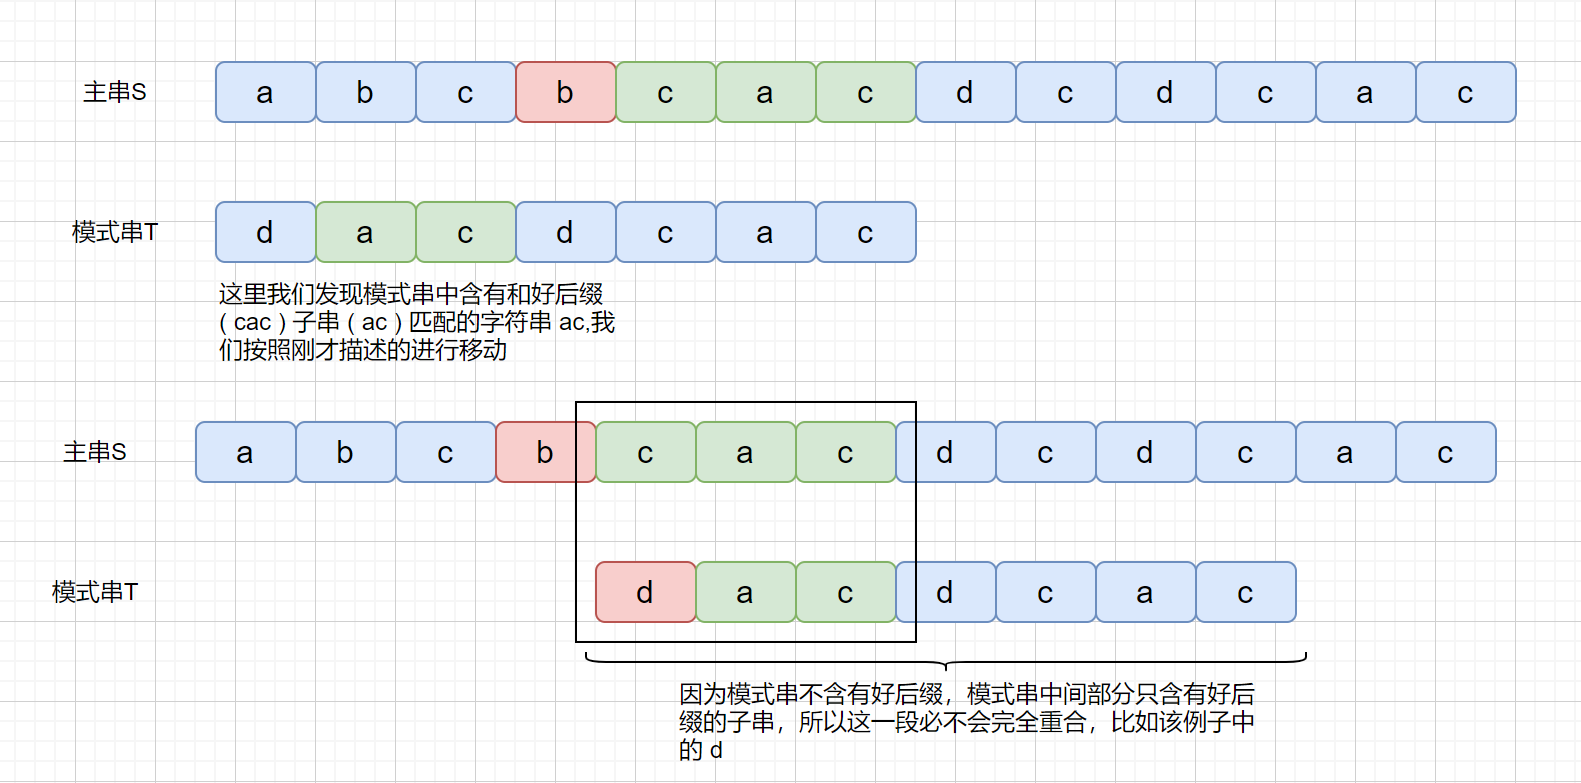 主串S a b c b c a c d c d c a c
模式串T d a c d c a c
这里我们发现模式串中含有和好后缀
( cac ) 子串 ( ac ) 匹配的字符串 ac,我
们按照刚才描述的进行移动
主串S a b c b c a c d c d c a c
模式串T d a c d c a c
因为模式串不含有好后缀，模式串中间部分只含有好后
缀的子串，所以这一段必不会完全重合，比如该例子中
的 d